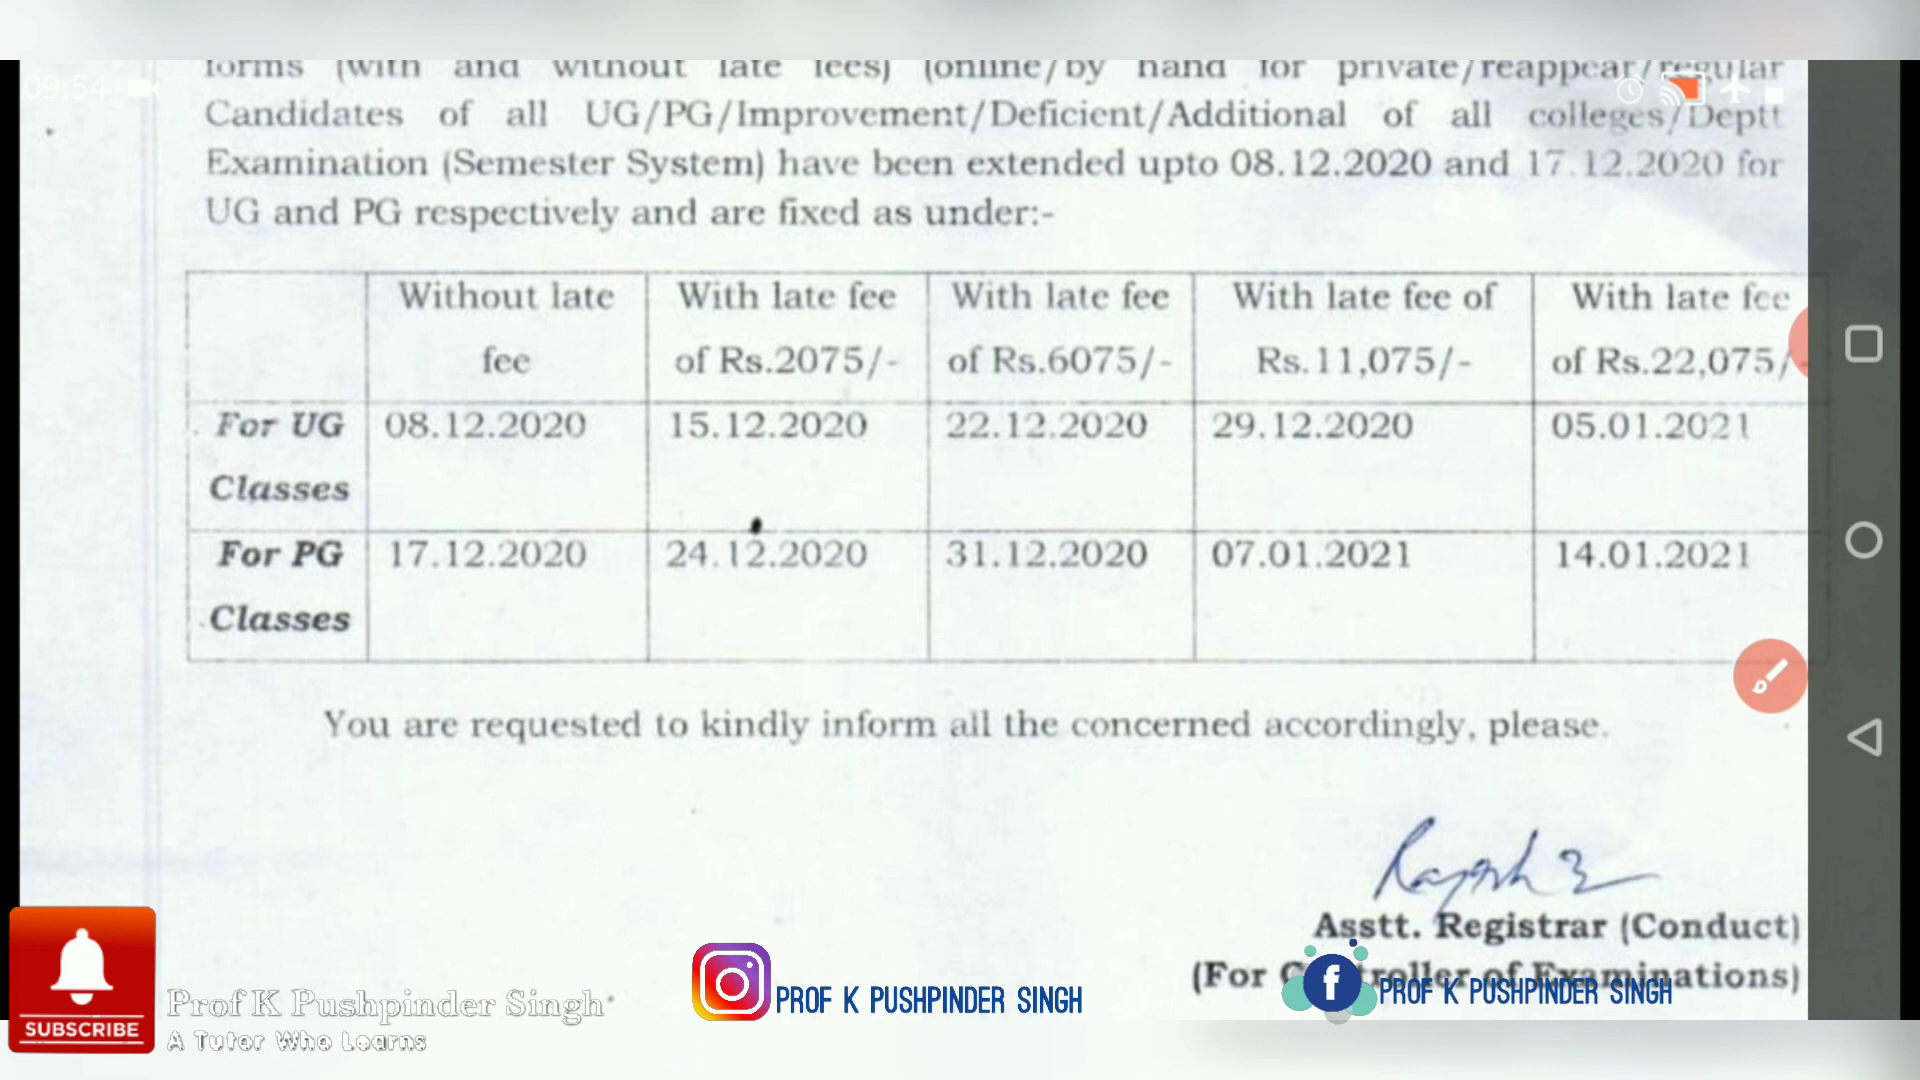 09:54
forms (with and without late fees) (online/by hand for private/reappear/regular
Candidates of all UG/PG/Improvement/Deficient/Additional of all colleges/Deptt
Examination (Semester System) have been extended upto 08.12.2020 and 17.12.2020 for
UG and PG respectively and are fixed as under:-
Without late fee
With late fee of Rs.2075/-
With late fee of Rs.6075/-
With late fee of Rs.11,075/-
With late fee of Rs.22,075/-
For UG Classes
08.12.2020
15.12.2020
22.12.2020
29.12.2020
05.01.2021
For PG Classes
17.12.2020
24.12.2020
31.12.2020
07.01.2021
14.01.2021
You are requested to kindly inform all the concerned accordingly, please.
Asstt. Registrar (Conduct)
(For Controller of Examinations)
SUBSCRIBE
Prof K Pushpinder Singh
A Tutor Who Learns
PROF K PUSHPINDER SINGH
f
PROF K PUSHPINDER SINGH